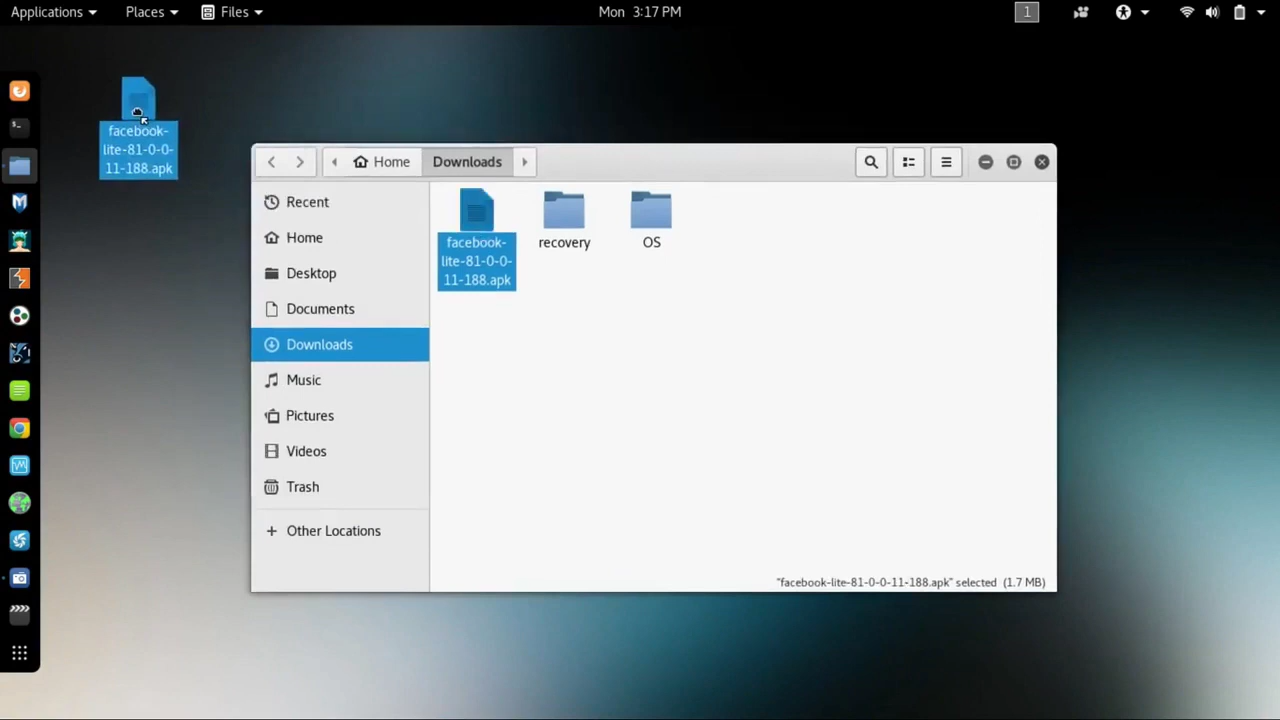 Applications Places Files Mon 3:17PM 1
facebook-
lite-81-0-0-
11-188.apk
Home Downloads
Recent
Home
Desktop
Documents
Downloads
Music
Pictures
Videos
Trash
+ Other Locations
facebook-
lite-81-0-0-
11-188.apk
recovery
OS
"facebook-lite-81-0-0-11-188.apk" selected (1.7 MB)